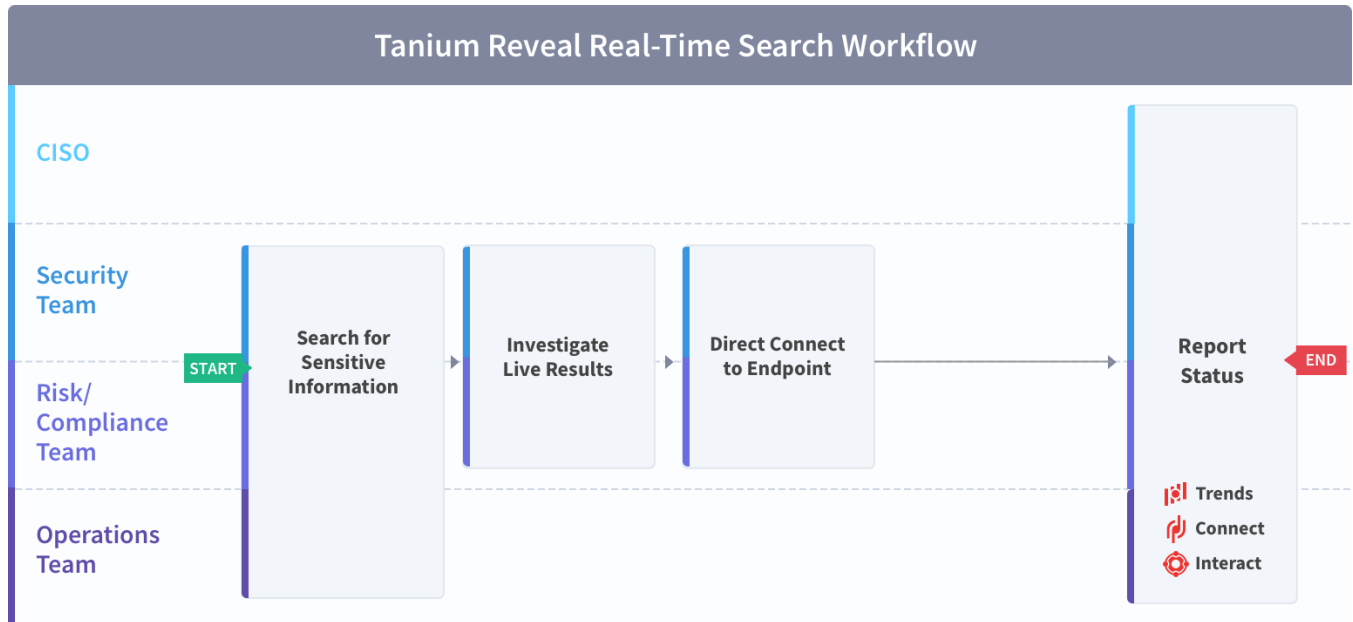 Tanium Reveal Real-Time Search Workflow
CISO
Security
Team
Risk/
Compliance
Team
Operations
Team
START
Search for
Sensitive
Information
Investigate
Live Results
Direct Connect
to Endpoint
Report
Status
END
Trends
Connect
Interact